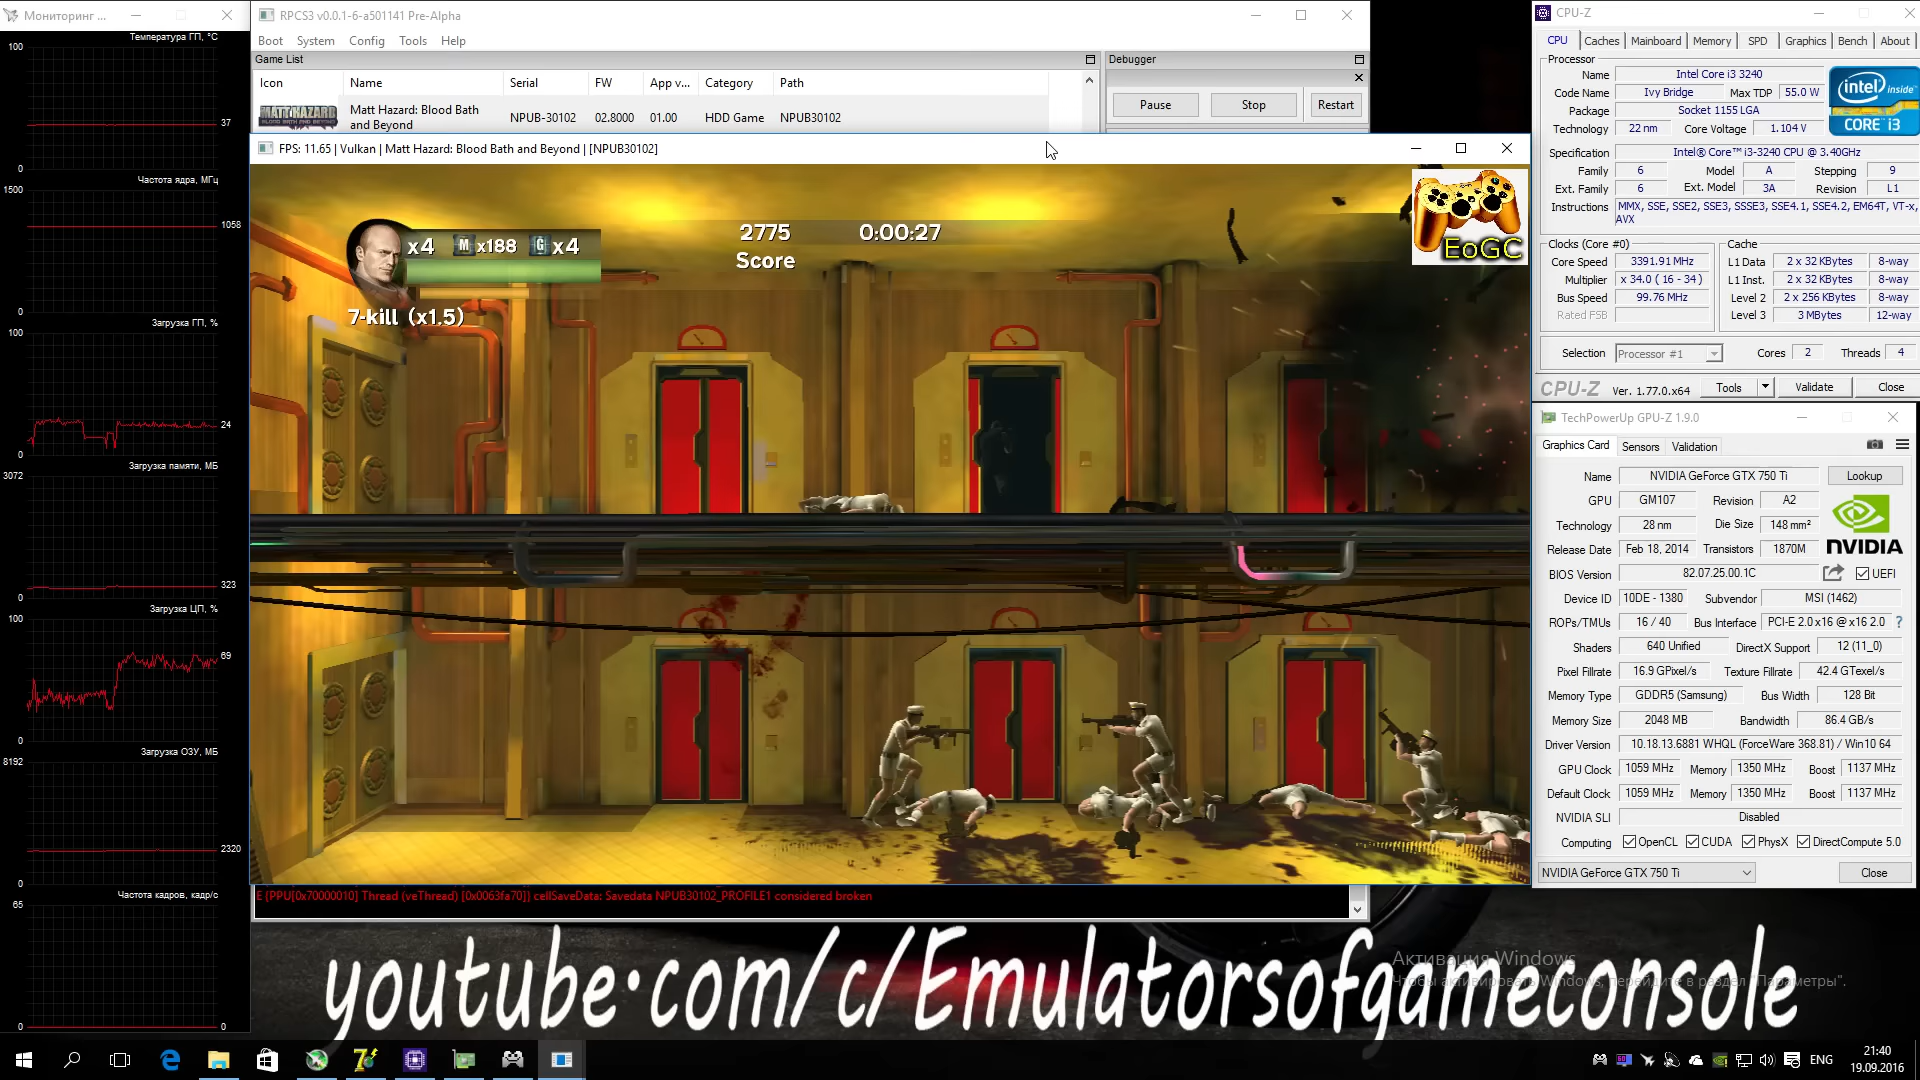 Мониторинг ...
Температура ГП, °C
100
37
0
Частота ядра, МГц
1500
1058
0
Загрузка ГП, %
100
24
0
Загрузка памяти, МБ
3072
323
0
Загрузка ЦП, %
100
69
0
Загрузка ОЗУ, МБ
8192
2320
0
Частота кадров, кадр/с
65
0
0
RPCS3 v0.0.1-6-a501141 Pre-Alpha
Boot System Config Tools Help
Game List
Icon Name Serial FW App v... Category Path
MATT HAZARD
Matt Hazard: Blood Bath and Beyond NPUB-30102 02.8000 01.00 HDD Game NPUB30102
Debugger
Pause Stop Restart
FPS: 11.65 | Vulkan | Matt Hazard: Blood Bath and Beyond | [NPUB30102]
x4 M x188 G x4
2775
Score
0:00:27
7-kill (x1.5)
EoGC
E {PPU[0x70000010] Thread (veThread) [0x0063fa70]} cellSaveData: Savedata NPUB30102_PROFILE1 considered broken
CPU-Z
CPU Caches Mainboard Memory SPD Graphics Bench About
Processor
Name Intel Core i3 3240
Code Name Ivy Bridge Max TDP 55.0 W
Package Socket 1155 LGA
Technology 22 nm Core Voltage 1.104 V
intel inside™
CORE i3
Specification Intel® Core™ i3-3240 CPU @ 3.40GHz
Family 6 Model A Stepping 9
Ext. Family 6 Ext. Model 3A Revision L1
Instructions MMX, SSE, SSE2, SSE3, SSSE3, SSE4.1, SSE4.2, EM64T, VT-x,
AVX
Clocks (Core #0)
Core Speed 3391.91 MHz
Multiplier x 34.0 ( 16 - 34 )
Bus Speed 99.76 MHz
Rated FSB
Cache
L1 Data 2 x 32 KBytes 8-way
L1 Inst. 2 x 32 KBytes 8-way
Level 2 2 x 256 KBytes 8-way
Level 3 3 MBytes 12-way
Selection Processor #1 Cores 2 Threads 4
CPU-Z Ver. 1.77.0.x64 Tools Validate Close
TechPowerUp GPU-Z 1.9.0
Graphics Card Sensors Validation
Name NVIDIA GeForce GTX 750 Ti Lookup
GPU GM107 Revision A2
Technology 28 nm Die Size 148 mm²
Release Date Feb 18, 2014 Transistors 1870M
NVIDIA
BIOS Version 82.07.25.00.1C UEFI
Device ID 10DE - 1380 Subvendor MSI (1462)
ROPs/TMUs 16 / 40 Bus Interface PCI-E 2.0 x16 @ x16 2.0 ?
Shaders 640 Unified DirectX Support 12 (11_0)
Pixel Fillrate 16.9 GPixel/s Texture Fillrate 42.4 GTexel/s
Memory Type GDDR5 (Samsung) Bus Width 128 Bit
Memory Size 2048 MB Bandwidth 86.4 GB/s
Driver Version 10.18.13.6881 WHQL (ForceWare 368.81) / Win10 64
GPU Clock 1059 MHz Memory 1350 MHz Boost 1137 MHz
Default Clock 1059 MHz Memory 1350 MHz Boost 1137 MHz
NVIDIA SLI Disabled
Computing OpenCL CUDA PhysX DirectCompute 5.0
NVIDIA GeForce GTX 750 Ti Close
youtube.com/c/Emulatorsofgameconsole
Активация Windows
Чтобы активировать Windows, перейдите в раздел "Параметры".
ENG
21:40
19.09.2016